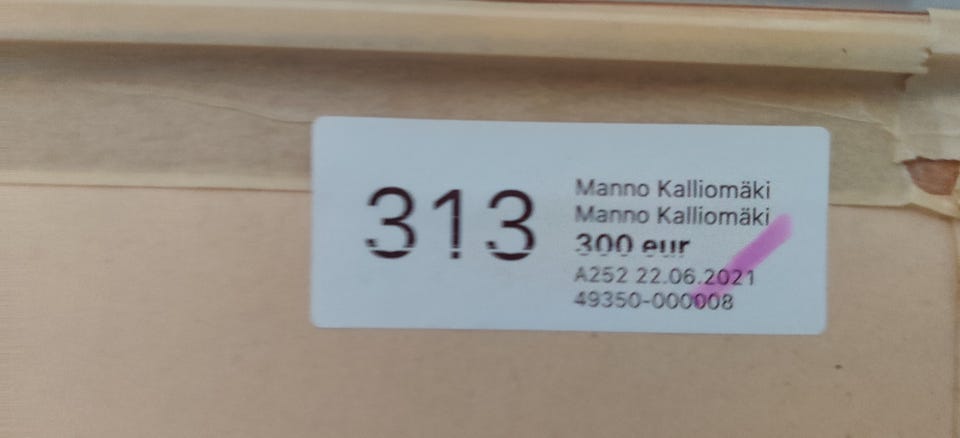 313
Manno Kalliomäki
Manno Kalliomäki
300 eur
A252 22.06.2021
49350-000008